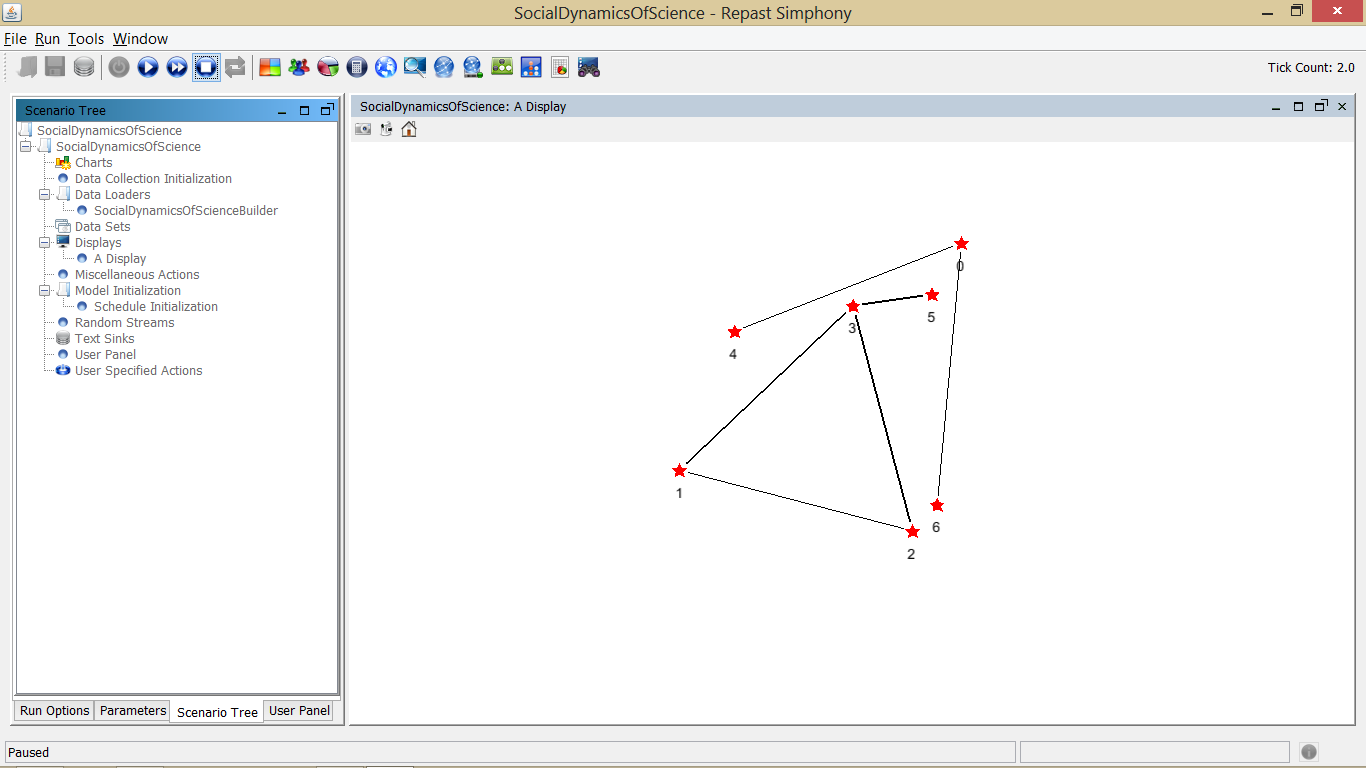 SocialDynamicsOfScience - Repast Simphony
File Run Tools Window
Tick Count: 2.0
Scenario Tree
SocialDynamicsOfScience
SocialDynamicsOfScience
Charts
Data Collection Initialization
Data Loaders
SocialDynamicsOfScienceBuilder
Data Sets
Displays
A Display
Miscellaneous Actions
Model Initialization
Schedule Initialization
Random Streams
Text Sinks
User Panel
User Specified Actions
Run Options Parameters Scenario Tree User Panel
SocialDynamicsOfScience: A Display
0
5
3
4
1
6
2
Paused